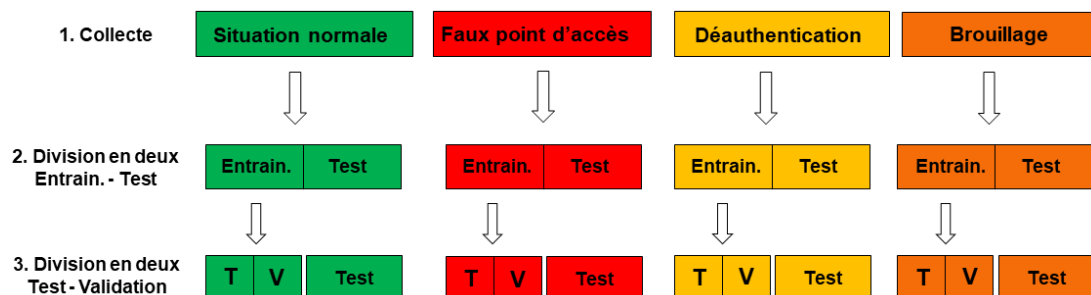 1. Collecte
Situation normale
Faux point d'accès
Déauthentication
Brouillage
2. Division en deux
Entrain. - Test
Entrain. Test
Entrain. Test
Entrain. Test
Entrain. Test
3. Division en deux
Test - Validation
T V Test
T V Test
T V Test
T V Test